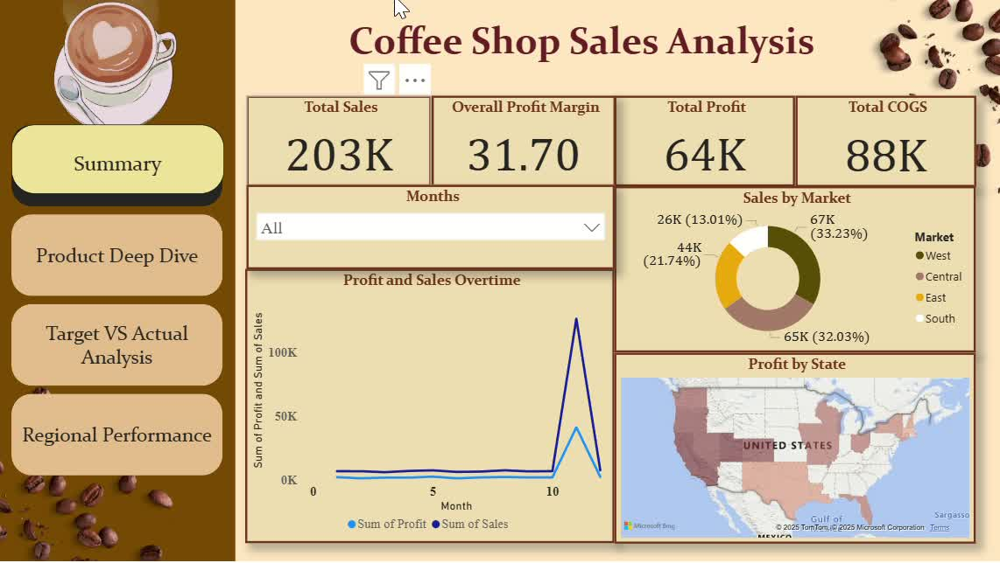 Coffee Shop Sales Analysis
Summary
Product Deep Dive
Target VS Actual
Analysis
Regional Performance
Total Sales
203K
Overall Profit Margin
31.70
Total Profit
64K
Total COGS
88K
Months
All
Profit and Sales Overtime
Sum of Profit and Sum of Sales
100K
50K
0K
0
5
10
Month
Sum of Profit
Sum of Sales
Sales by Market
26K (13.01%)
67K
(33.23%)
44K
(21.74%)
65K (32.03%)
Market
West
Central
East
South
Profit by State
UNITED STATES
Gulf of
Sargasso
MEXICO
Microsoft Bing
© 2025 TomTom, © 2025 Microsoft Corporation Terms